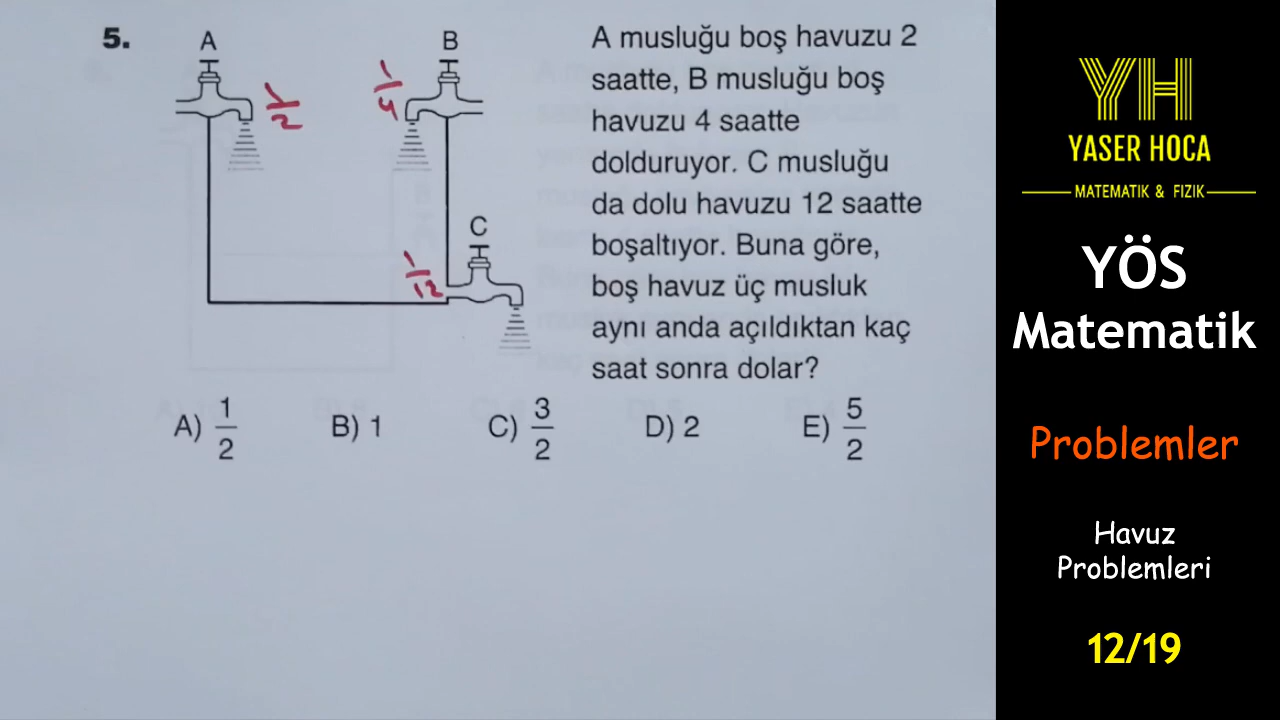 5.
A
B
C
1/2
1/4
1/12
A musluğu boş havuzu 2
saatte, B musluğu boş
havuzu 4 saatte
dolduruyor. C musluğu
da dolu havuzu 12 saatte
boşaltıyor. Buna göre,
boş havuz üç musluk
aynı anda açıldıktan kaç
saat sonra dolar?
A) 1/2 B) 1 C) 3/2 D) 2 E) 5/2
YH
YASER HOCA
MATEMATIK & FIZIK
YÖS
Matematik
Problemler
Havuz
Problemleri
12/19